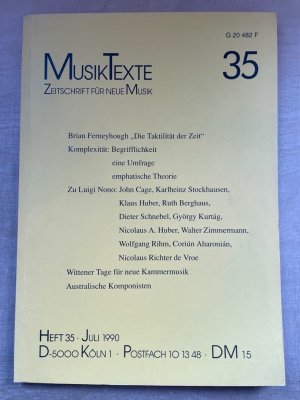 G 20 482 F
MUSIKTEXTE 35
ZEITSCHRIFT FÜR NEUE MUSIK
Brian Ferneyhough „Die Taktilität der Zeit“
Komplexität: Begrifflichkeit
eine Umfrage
emphatische Theorie
Zu Luigi Nono: John Cage, Karlheinz Stockhausen,
Klaus Huber, Ruth Berghaus,
Dieter Schnebel, György Kurtág,
Nicolaus A. Huber, Walter Zimmermann,
Wolfgang Rihm, Coriún Aharonián,
Nicolaus Richter de Vroe
Wittener Tage für neue Kammermusik
Australische Komponisten
HEFT 35 · JULI 1990
D-5000 KÖLN 1 · POSTFACH 10 13 48 · DM 15